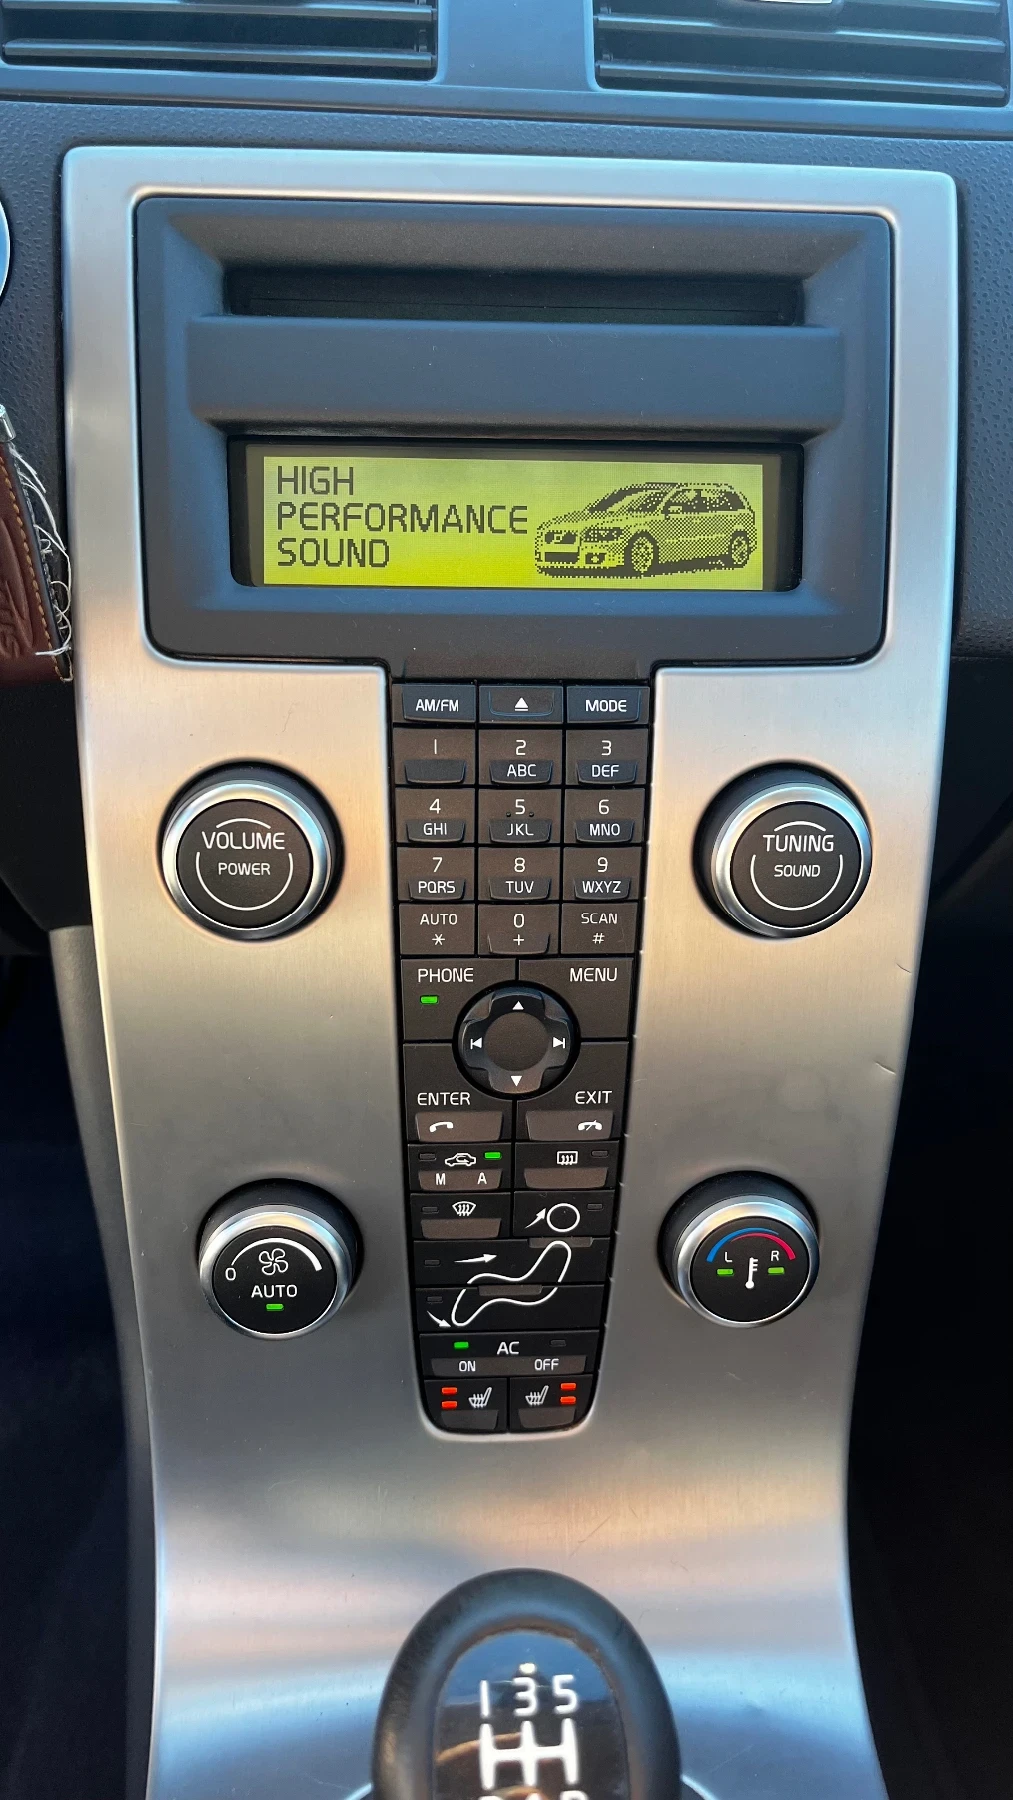 HIGH
PERFORMANCE
SOUND
AM/FM
MODE
1
2
3
ABC
DEF
4
5
6
GHI
JKL
MNO
7
8
9
PQRS
TUV
WXYZ
AUTO
0
SCAN
*
+
#
VOLUME
POWER
TUNING
SOUND
PHONE
MENU
ENTER
EXIT
M A
0
AUTO
L R
AC
ON OFF
1 3 5